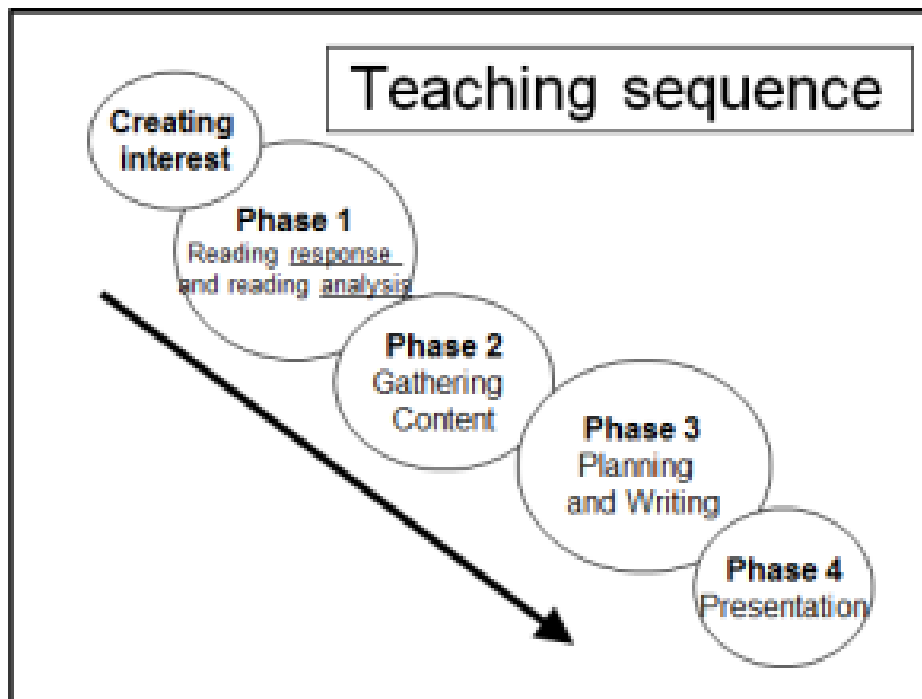 Teaching sequence
Creating
interest
Phase 1
Reading response
and reading analysis
Phase 2
Gathering
Content
Phase 3
Planning
and Writing
Phase 4
Presentation